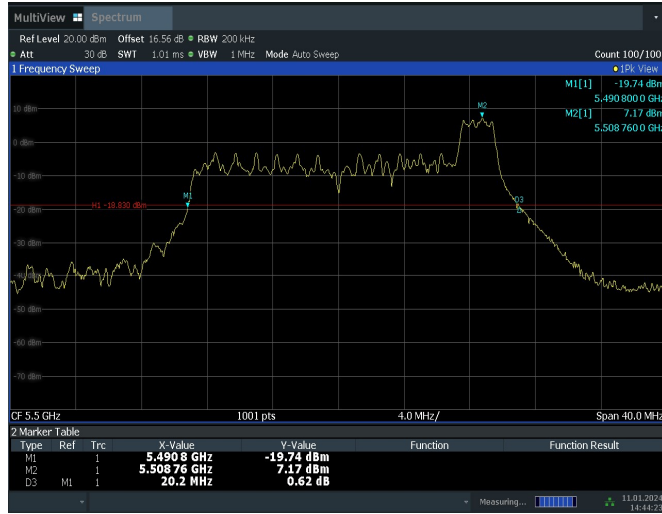 MultiView Spectrum
Ref Level 20.00 dBm Offset 16.56 dB RBW 200 kHz
Att 30 dB SWT 1.01 ms VBW 1 MHz Mode Auto Sweep Count 100/100
1 Frequency Sweep 1Pk View
M1[1] -19.74 dBm
5.490 800 0 GHz
M2[1] 7.17 dBm
5.508 760 0 GHz
M2
10 dBm
0 dBm
-10 dBm
M1
D3
H1 -18.830 dBm
-20 dBm
-30 dBm
-40 dBm
-50 dBm
-60 dBm
-70 dBm
CF 5.5 GHz 1001 pts 4.0 MHz/ Span 40.0 MHz
2 Marker Table
Type Ref Trc X-Value Y-Value Function Function Result
M1 1 5.490 8 GHz -19.74 dBm
M2 1 5.508 76 GHz 7.17 dBm
D3 M1 1 20.2 MHz 0.62 dB
Measuring... 11.01.2024
14:44:23